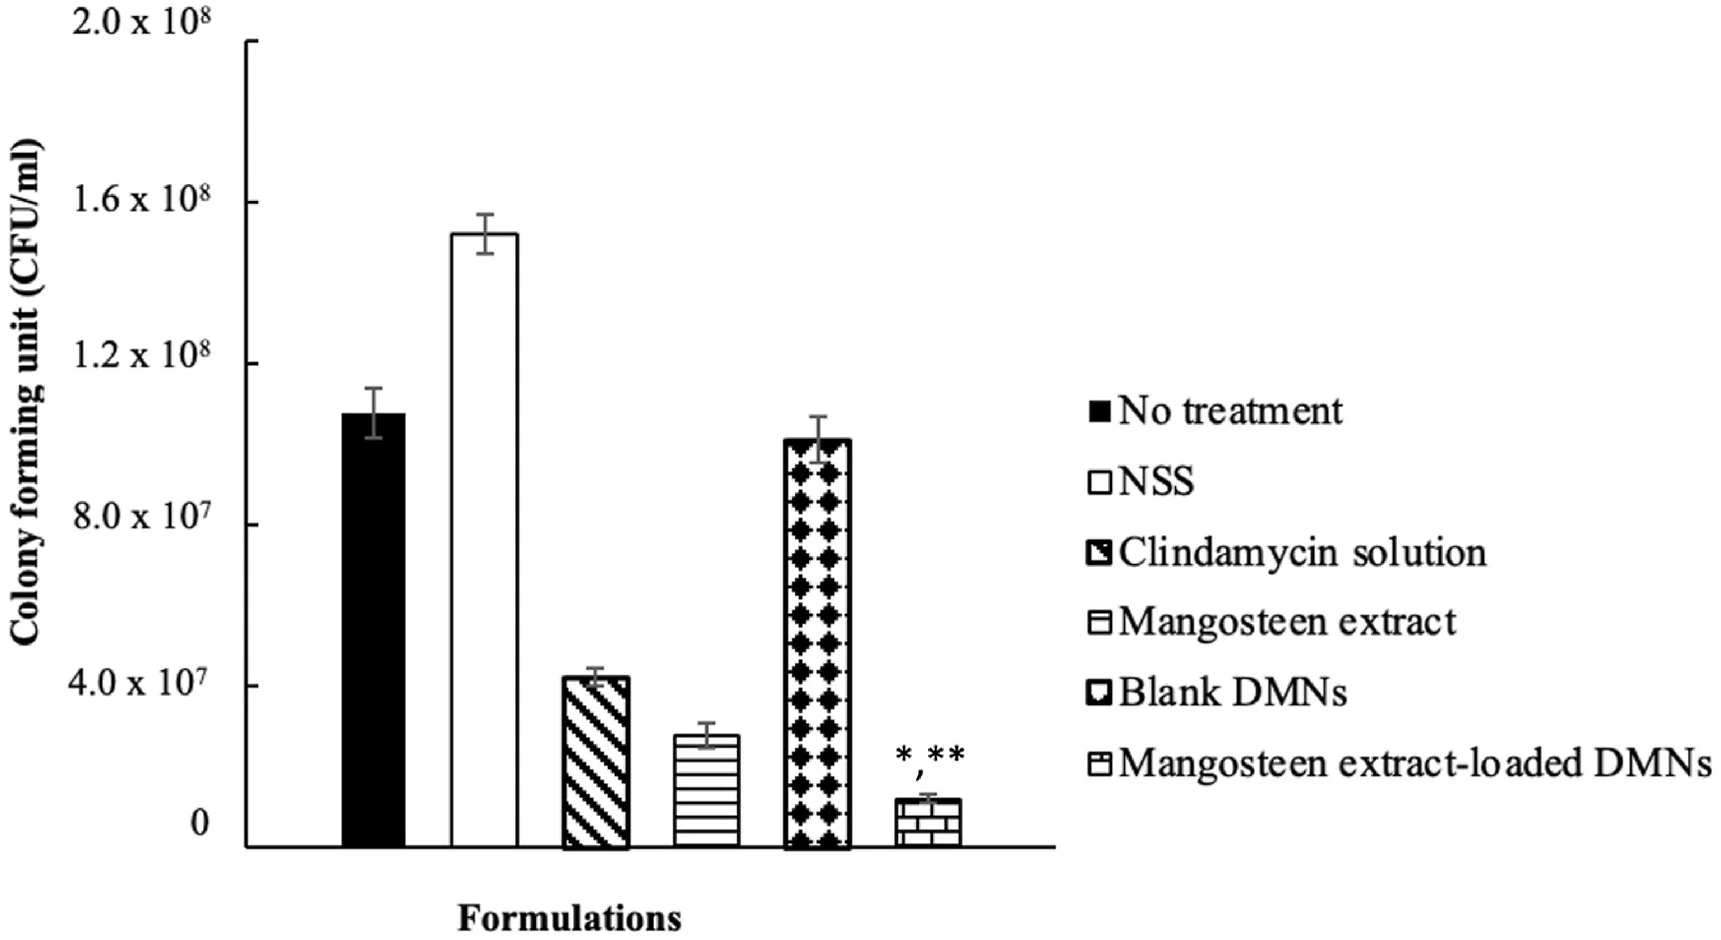 2.0 x 10⁸
1.6 x 10⁸
1.2 x 10⁸
8.0 x 10⁷
4.0 x 10⁷
0
Colony forming unit (CFU/ml)
*,**
Formulations
No treatment
NSS
Clindamycin solution
Mangosteen extract
Blank DMNs
Mangosteen extract-loaded DMNs